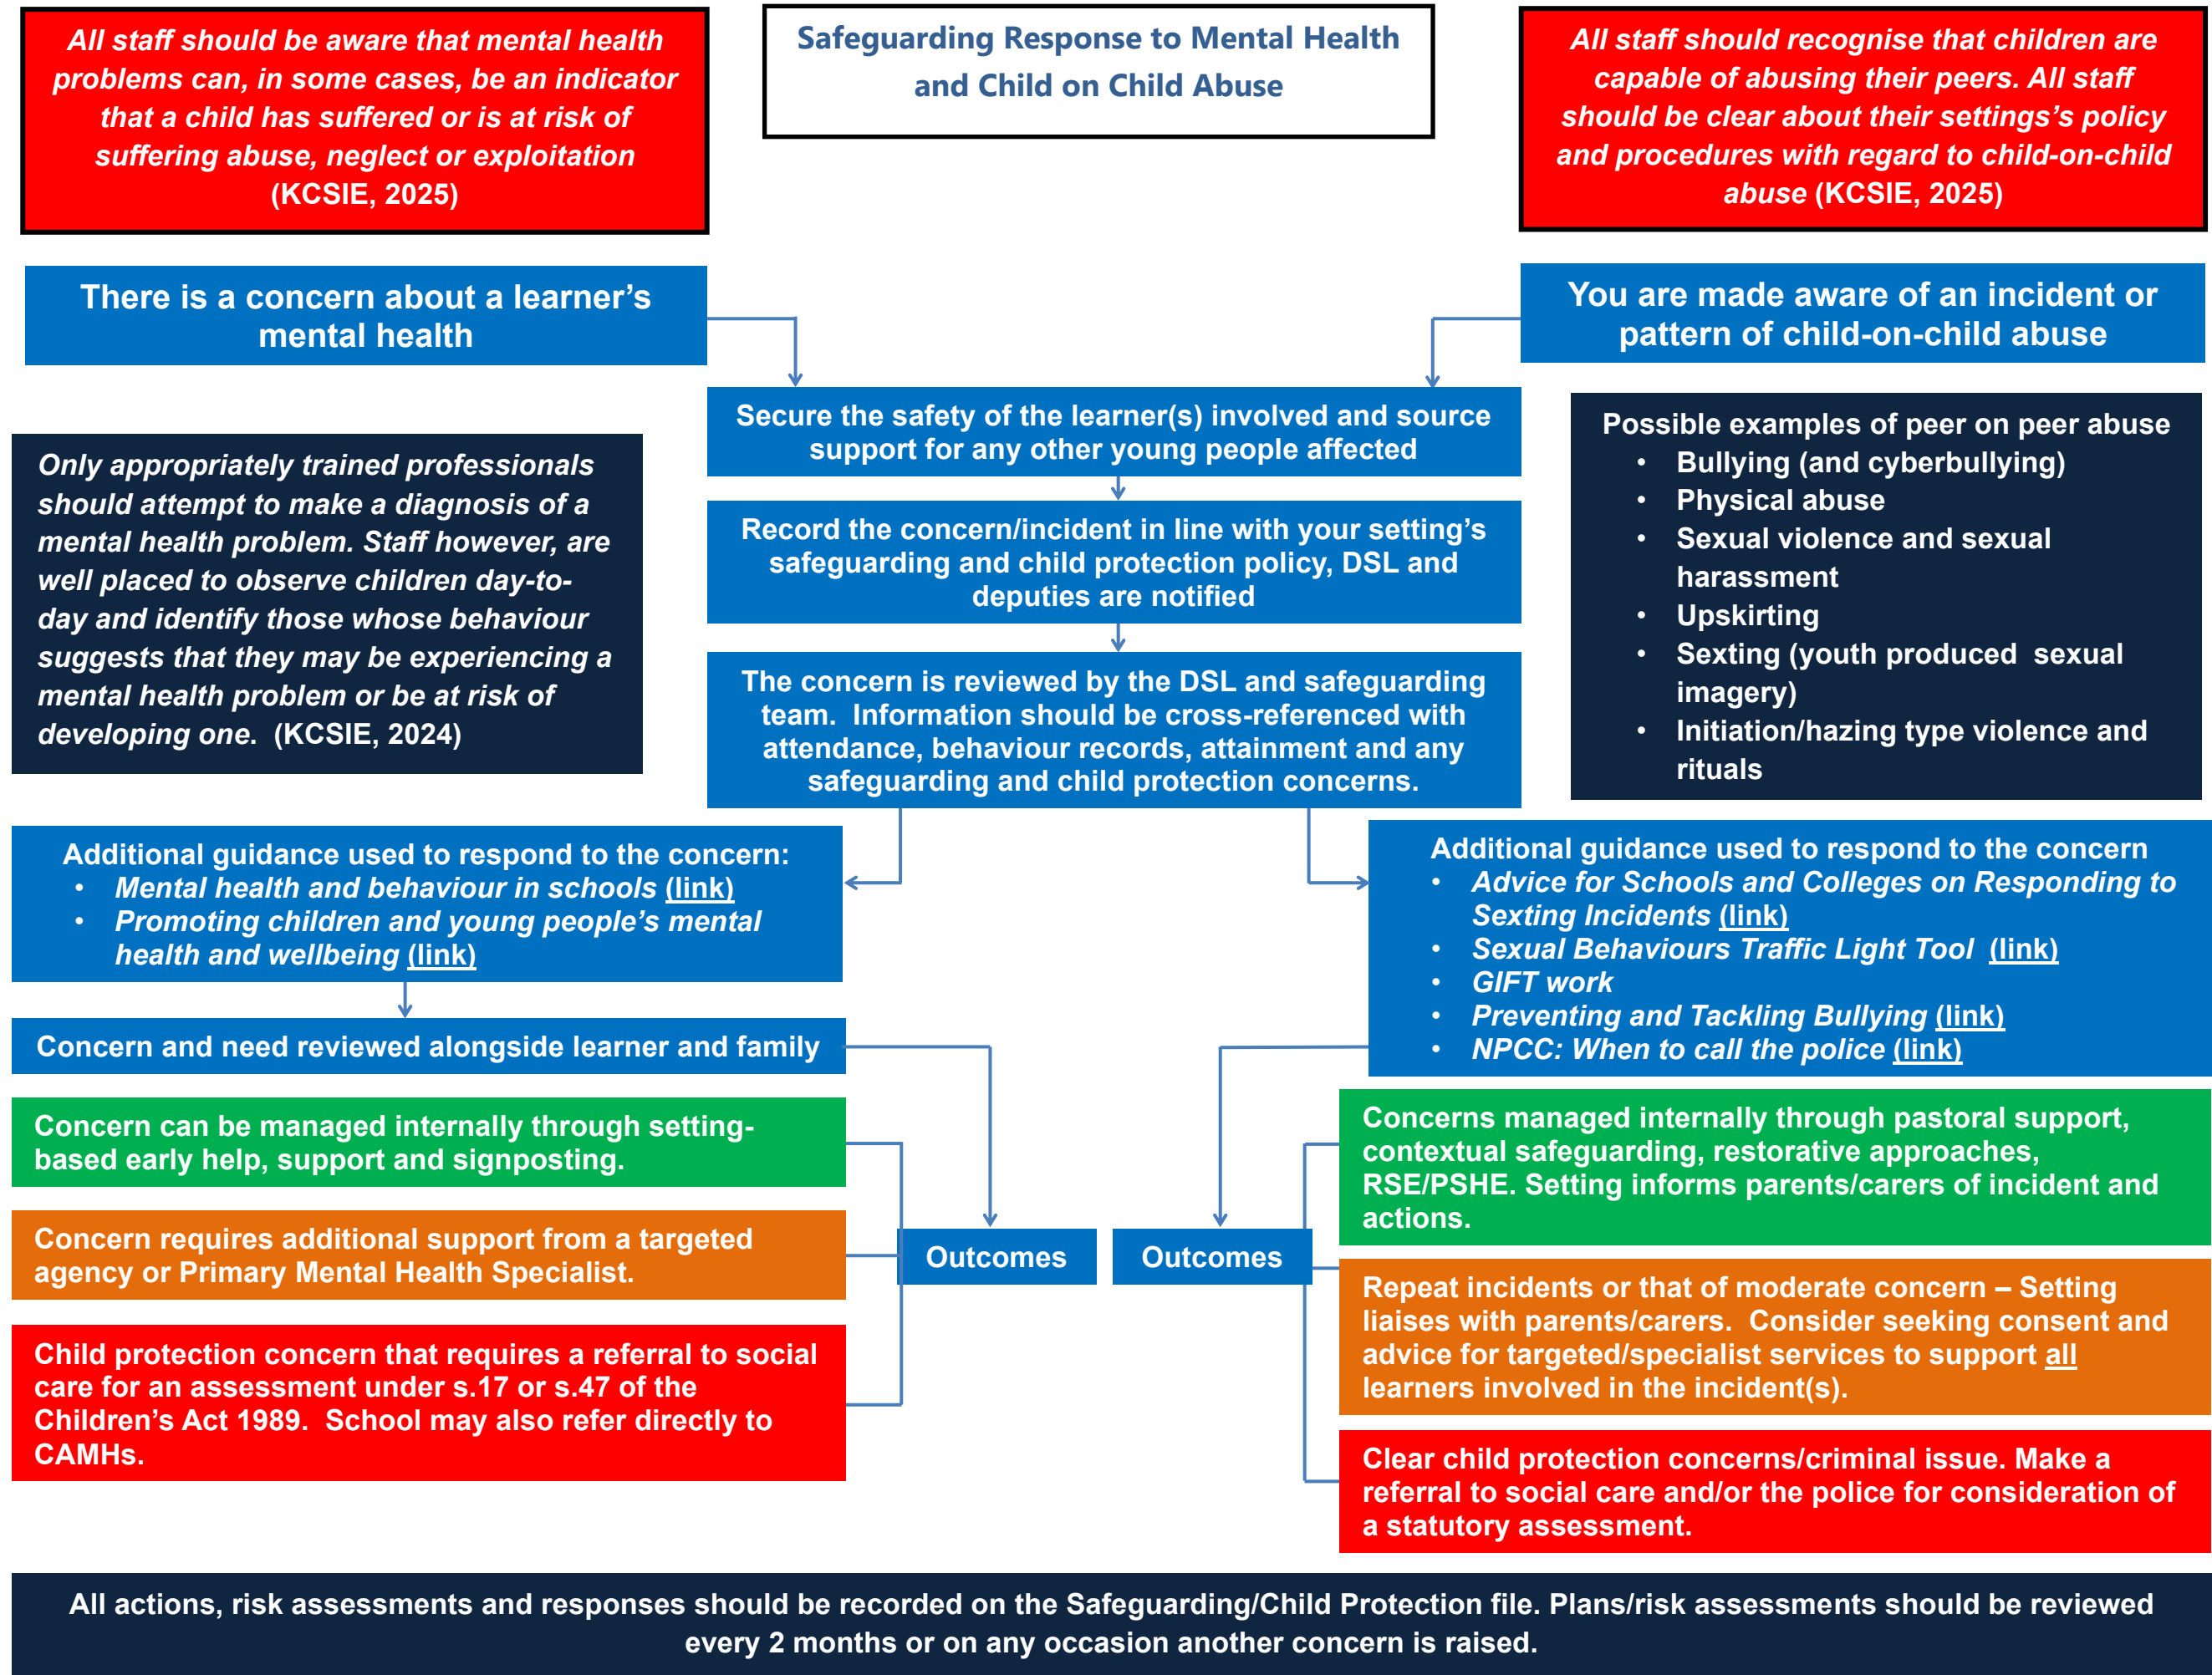 All staff should be aware that mental health
problems can, in some cases, be an indicator
that a child has suffered or is at risk of
suffering abuse, neglect or exploitation
(KCSIE, 2025)
Safeguarding Response to Mental Health
and Child on Child Abuse
All staff should recognise that children are
capable of abusing their peers. All staff
should be clear about their settings's policy
and procedures with regard to child-on-child
abuse (KCSIE, 2025)
There is a concern about a learner’s
mental health
You are made aware of an incident or
pattern of child-on-child abuse
Secure the safety of the learner(s) involved and source
support for any other young people affected
Only appropriately trained professionals
should attempt to make a diagnosis of a
mental health problem. Staff however, are
well placed to observe children day-to-
day and identify those whose behaviour
suggests that they may be experiencing a
mental health problem or be at risk of
developing one.  (KCSIE, 2024)
Record the concern/incident in line with your setting’s
safeguarding and child protection policy, DSL and
deputies are notified
Possible examples of peer on peer abuse
• Bullying (and cyberbullying)
• Physical abuse
• Sexual violence and sexual
harassment
• Upskirting
• Sexting (youth produced  sexual
imagery)
• Initiation/hazing type violence and
rituals
The concern is reviewed by the DSL and safeguarding
team.  Information should be cross-referenced with
attendance, behaviour records, attainment and any
safeguarding and child protection concerns.
Additional guidance used to respond to the concern:
• Mental health and behaviour in schools (link)
• Promoting children and young people’s mental
health and wellbeing (link)
Additional guidance used to respond to the concern
• Advice for Schools and Colleges on Responding to
Sexting Incidents (link)
• Sexual Behaviours Traffic Light Tool  (link)
• GIFT work
• Preventing and Tackling Bullying (link)
• NPCC: When to call the police (link)
Concern and need reviewed alongside learner and family
Concern can be managed internally through setting-
based early help, support and signposting.
Concern requires additional support from a targeted
agency or Primary Mental Health Specialist.
Child protection concern that requires a referral to social
care for an assessment under s.17 or s.47 of the
Children’s Act 1989.  School may also refer directly to
CAMHs.
Outcomes
Outcomes
Concerns managed internally through pastoral support,
contextual safeguarding, restorative approaches,
RSE/PSHE. Setting informs parents/carers of incident and
actions.
Repeat incidents or that of moderate concern – Setting
liaises with parents/carers.  Consider seeking consent and
advice for targeted/specialist services to support all
learners involved in the incident(s).
Clear child protection concerns/criminal issue. Make a
referral to social care and/or the police for consideration of
a statutory assessment.
All actions, risk assessments and responses should be recorded on the Safeguarding/Child Protection file. Plans/risk assessments should be reviewed
every 2 months or on any occasion another concern is raised.